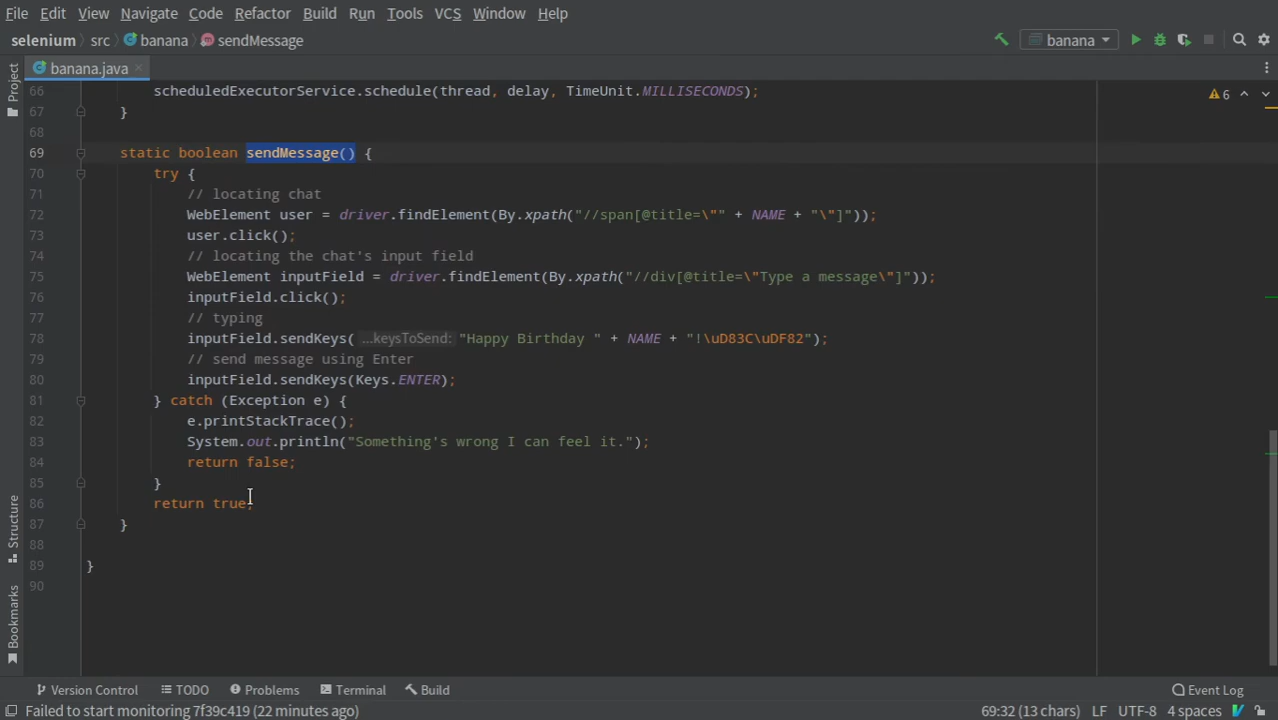 File Edit View Navigate Code Refactor Build Run Tools VCS Window Help
selenium src banana sendMessage banana
banana.java
Project
66 scheduledExecutorService.schedule(thread, delay, TimeUnit.MILLISECONDS); 6
67 }
68
69 static boolean sendMessage() {
70 try {
71 // locating chat
72 WebElement user = driver.findElement(By.xpath("//span[@title=\"" + NAME + "\"]"));
73 user.click();
74 // locating the chat's input field
75 WebElement inputField = driver.findElement(By.xpath("//div[@title=\"Type a message\"]"));
76 inputField.click();
77 // typing
78 inputField.sendKeys( ...keysToSend: "Happy Birthday " + NAME + "!\uD83C\uDF82");
79 // send message using Enter
80 inputField.sendKeys(Keys.ENTER);
81 } catch (Exception e) {
82 e.printStackTrace();
83 System.out.println("Something's wrong I can feel it.");
84 return false;
85 }
86 return true;
87 }
88
89 }
90
Structure
Bookmarks
Version Control TODO Problems Terminal Build Event Log
Failed to start monitoring 7f39c419 (22 minutes ago) 69:32 (13 chars) LF UTF-8 4 spaces